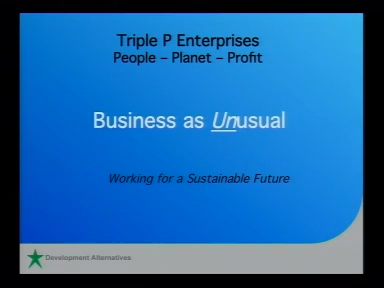 Triple P Enterprises
People – Planet – Profit
Business as Unusual
Working for a Sustainable Future
Development Alternatives